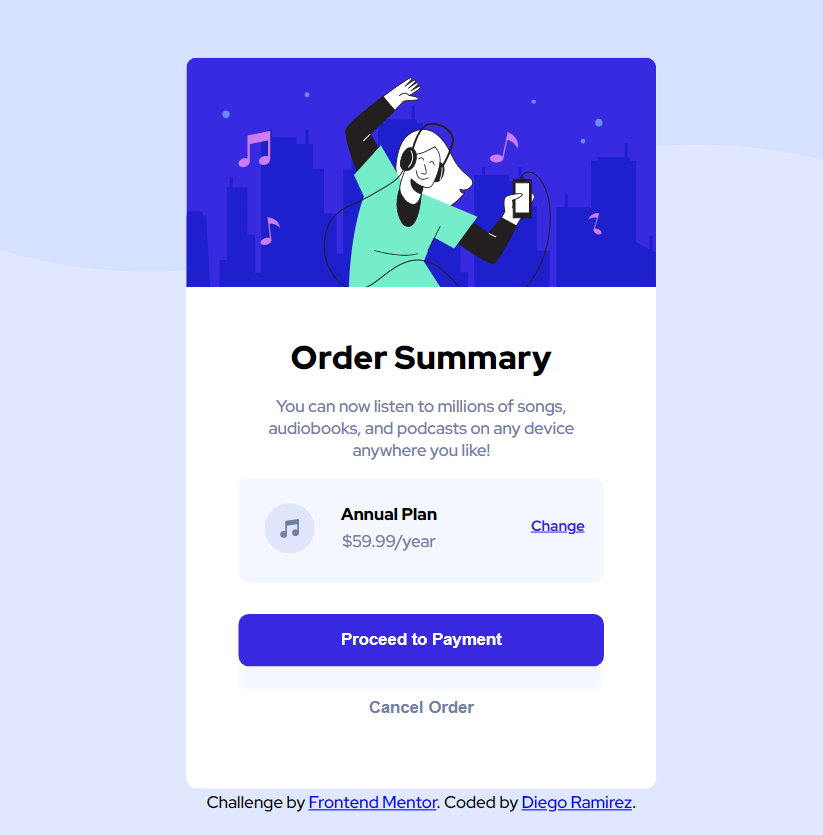 Order Summary
You can now listen to millions of songs,
audiobooks, and podcasts on any device
anywhere you like!
Annual Plan
$59.99/year
Change
Proceed to Payment
Cancel Order
Challenge by Frontend Mentor. Coded by Diego Ramirez.